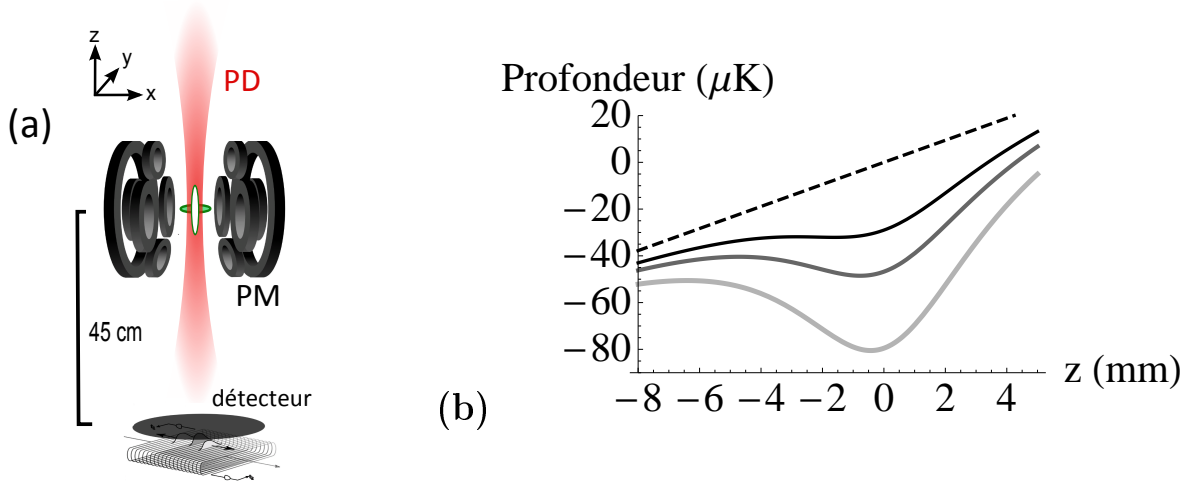 (a)
z
y
x
PD
PM
45 cm
détecteur
(b)
Profondeur (μK)
20
0
−20
−40
−60
−80
−8 −6 −4 −2 0 2 4
z (mm)